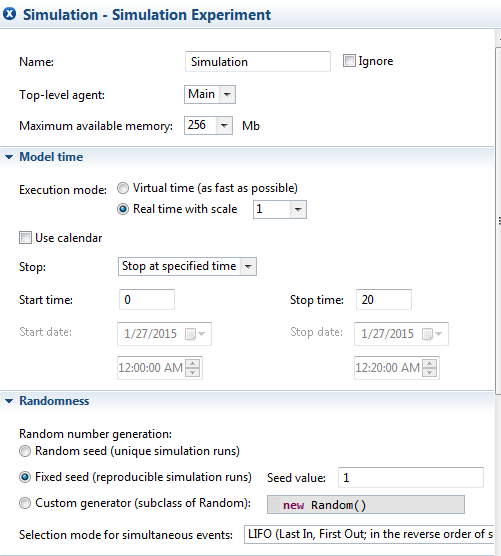 Simulation - Simulation Experiment
Name: Simulation Ignore
Top-level agent: Main
Maximum available memory: 256 Mb
Model time
Execution mode: Virtual time (as fast as possible)
Real time with scale 1
Use calendar
Stop: Stop at specified time
Start time: 0 Stop time: 20
Start date: 1/27/2015 Stop date: 1/27/2015
12:00:00 AM 12:20:00 AM
Randomness
Random number generation:
Random seed (unique simulation runs)
Fixed seed (reproducible simulation runs) Seed value: 1
Custom generator (subclass of Random): new Random()
Selection mode for simultaneous events: LIFO (Last In, First Out; in the reverse order of s